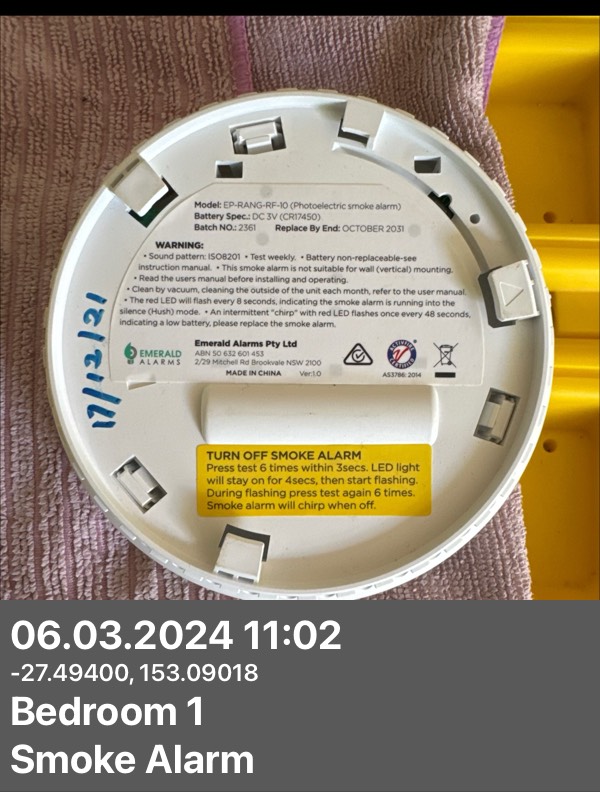 Model: EP-RANG-RF-10 (Photoelectric smoke alarm)
Battery Spec.: DC 3V (CR17450)
Batch NO.: 2361 Replace By End: OCTOBER 2031
WARNING:
• Sound pattern: ISO8201 • Test weekly. • Battery non-replaceable-see
instruction manual. • This smoke alarm is not suitable for wall (vertical) mounting.
• Read the users manual before installing and operating.
• Clean by vacuum, cleaning the outside of the unit each month, refer to the user manual.
• The red LED will flash every 8 seconds, indicating the smoke alarm is running into the
silence (Hush) mode. • An intermittent "chirp" with red LED flashes once every 48 seconds,
indicating a low battery, please replace the smoke alarm.
17/12/21
EMERALD
ALARMS
Emerald Alarms Pty Ltd
ABN 50 632 601 453
2/29 Mitchell Rd Brookvale NSW 2100
MADE IN CHINA Ver:1.0
AS3786: 2014
TURN OFF SMOKE ALARM
Press test 6 times within 3secs. LED light
will stay on for 4secs, then start flashing.
During flashing press test again 6 times.
Smoke alarm will chirp when off.
06.03.2024 11:02
-27.49400, 153.09018
Bedroom 1
Smoke Alarm